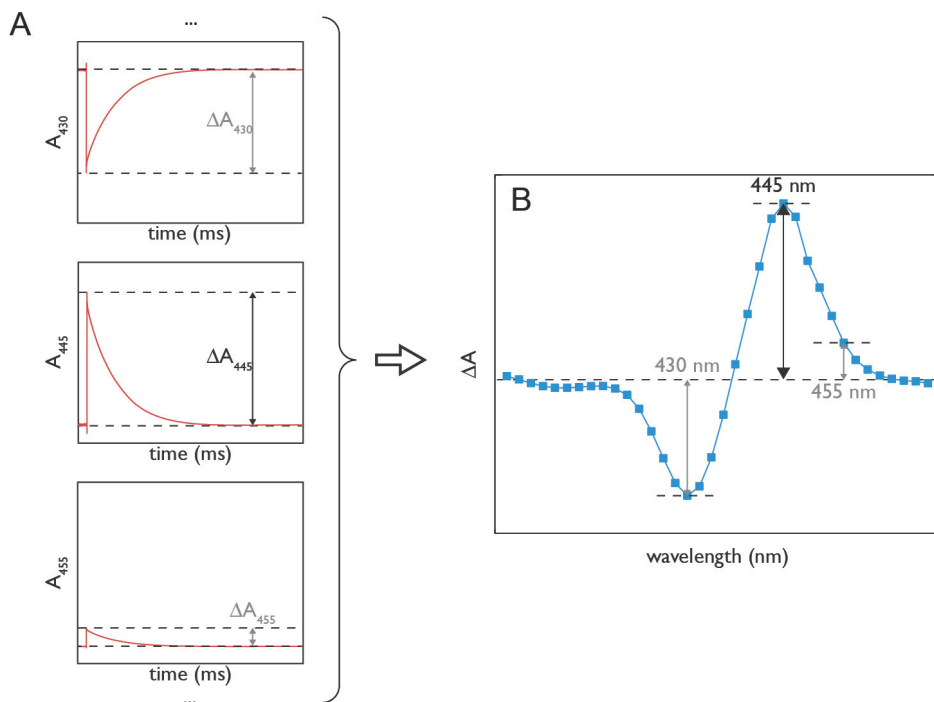 A
...
A430
ΔA430
time (ms)
A445
ΔA445
time (ms)
A455
ΔA455
time (ms)
...
B
445 nm
430 nm
455 nm
ΔA
wavelength (nm)